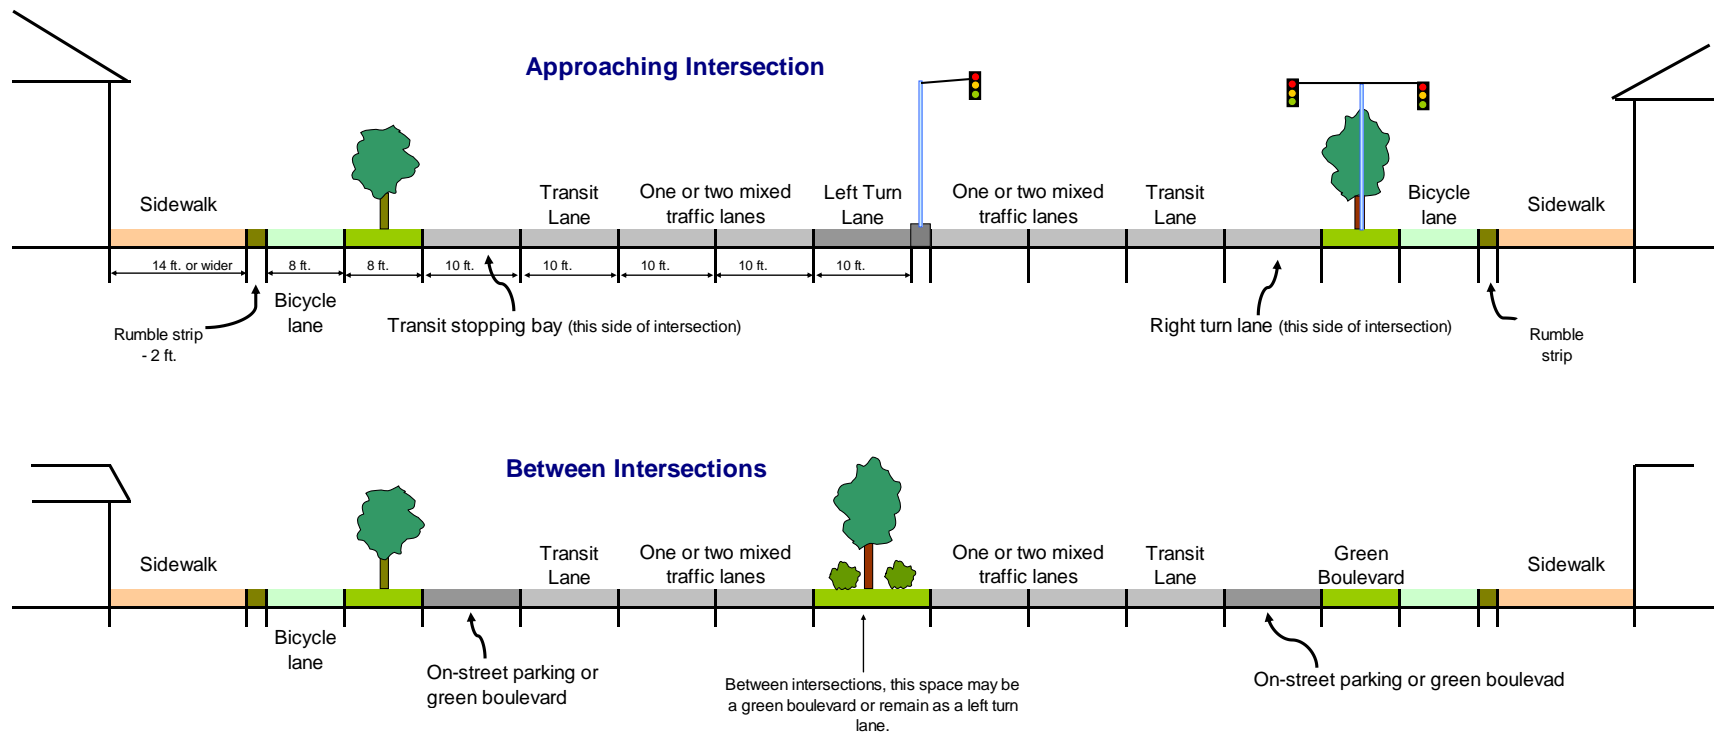 Approaching Intersection
Sidewalk
Transit
Lane
One or two mixed
traffic lanes
Left Turn
Lane
One or two mixed
traffic lanes
Transit
Lane
Bicycle
lane
Sidewalk
14 ft. or wider
8 ft.
8 ft.
10 ft.
10 ft.
10 ft.
10 ft.
10 ft.
Rumble strip
- 2 ft.
Bicycle
lane
Transit stopping bay (this side of intersection)
Right turn lane (this side of intersection)
Rumble
strip
Between Intersections
Sidewalk
Transit
Lane
One or two mixed
traffic lanes
One or two mixed
traffic lanes
Transit
Lane
Green
Boulevard
Sidewalk
Bicycle
lane
On-street parking or
green boulevard
Between intersections, this space may be
a green boulevard or remain as a left turn
lane.
On-street parking or green boulevad